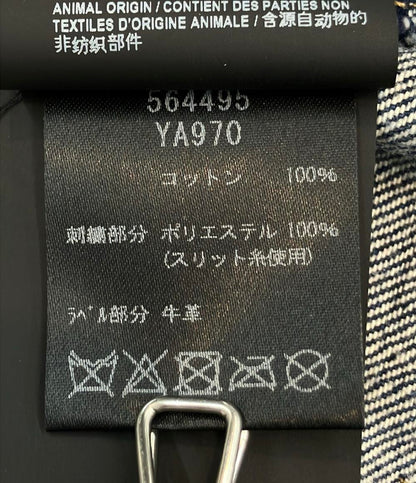 ANIMAL ORIGIN / CONTIENT DES PARTIES NON
TEXTILES D'ORIGINE ANIMALE / 含源自动物的
非纺织部件
564495
YA970
コットン 100%
刺繍部分 ポリエステル 100%
(スリット糸使用)
ﾗﾍﾞﾙ部分 牛革